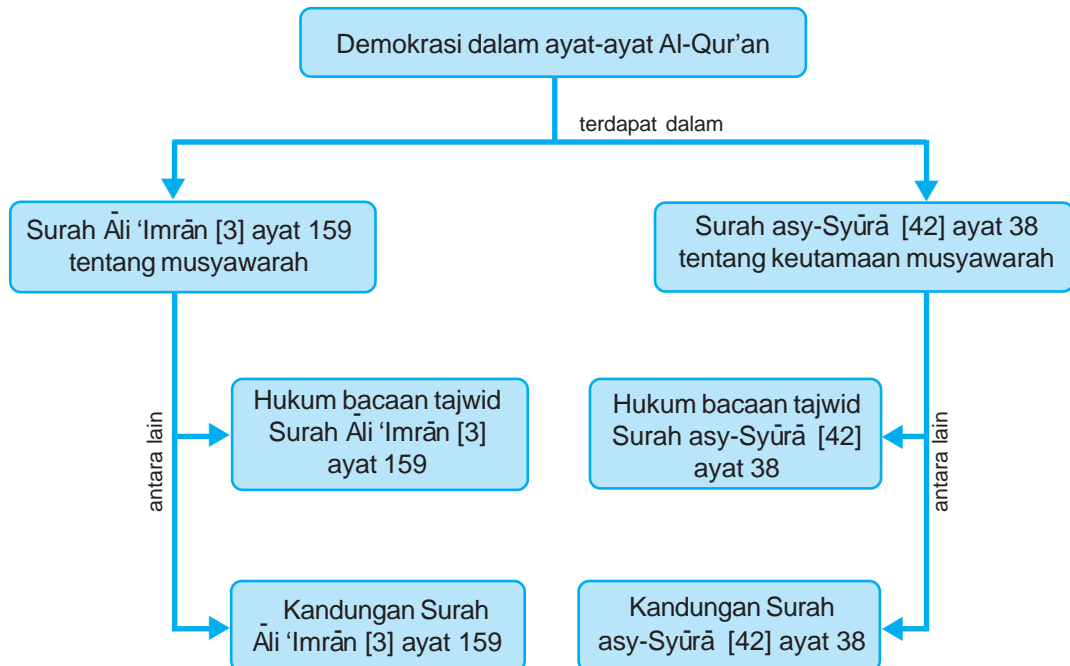 Demokrasi dalam ayat-ayat Al-Qur'an
terdapat dalam
Surah Āli ‘Imrān [3] ayat 159
tentang musyawarah
Surah asy-Syūrā [42] ayat 38
tentang keutamaan musyawarah
antara lain
Hukum bacaan tajwid
Surah Āli ‘Imrān [3]
ayat 159
Hukum bacaan tajwid
Surah asy-Syūrā [42]
ayat 38
antara lain
Kandungan Surah
Āli ‘Imrān [3] ayat 159
Kandungan Surah
asy-Syūrā [42] ayat 38